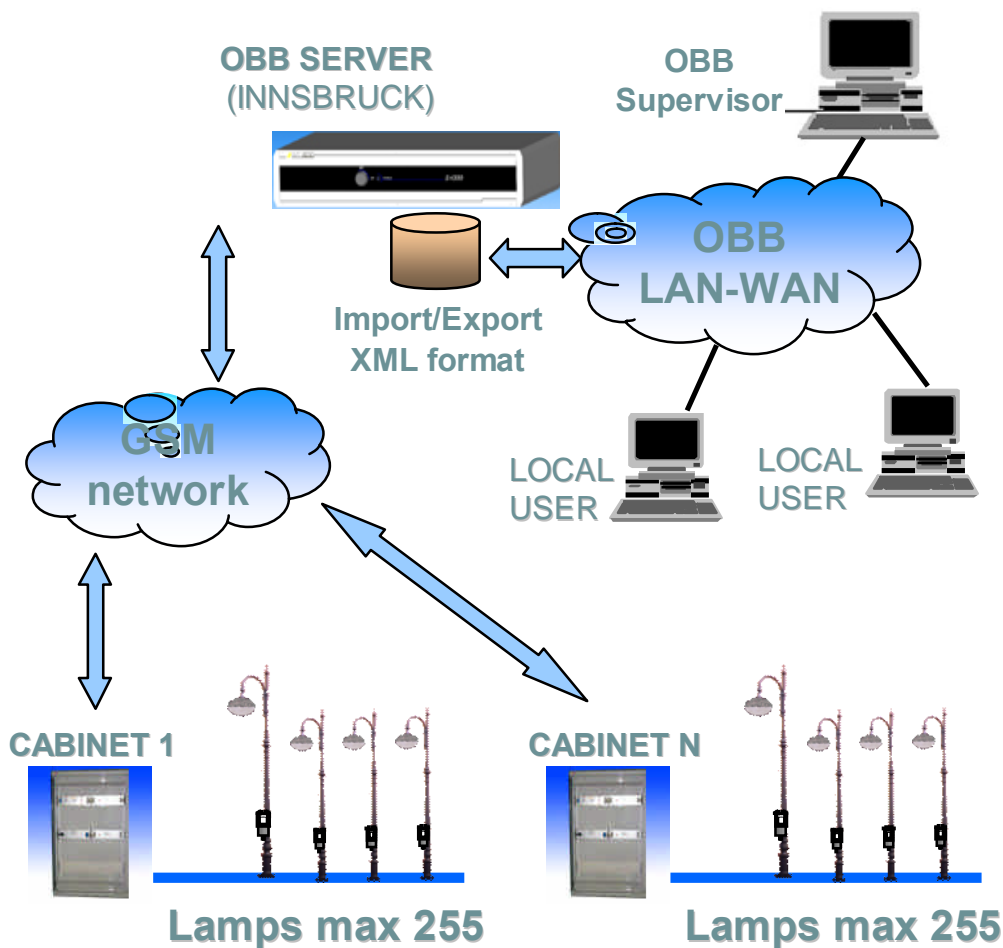 OBB SERVER
(INNSBRUCK)
OBB
Supervisor
OBB
LAN-WAN
Import/Export
XML format
GSM
network
LOCAL
USER
LOCAL
USER
CABINET 1
CABINET N
Lamps max 255
Lamps max 255